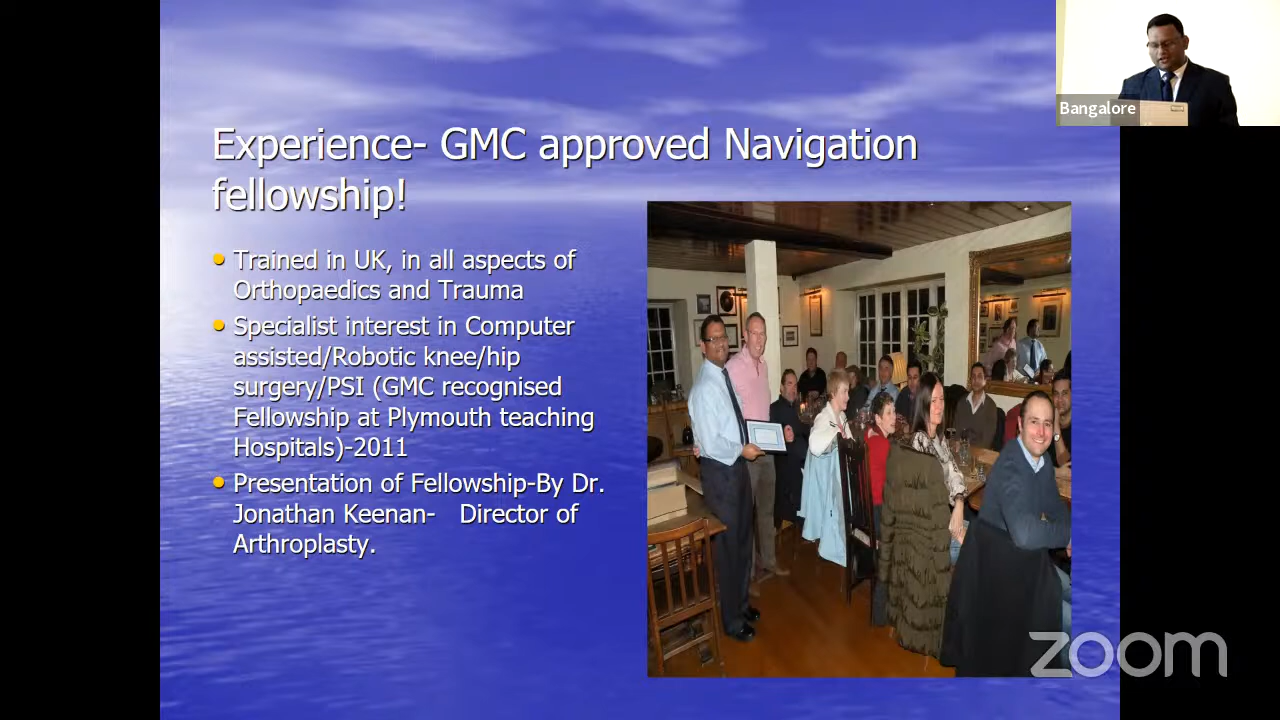 Bangalore
Experience- GMC approved Navigation
fellowship!
Trained in UK, in all aspects of
Orthopaedics and Trauma
Specialist interest in Computer
assisted/Robotic knee/hip
surgery/PSI (GMC recognised
Fellowship at Plymouth teaching
Hospitals)-2011
Presentation of Fellowship-By Dr.
Jonathan Keenan- Director of
Arthroplasty.
zoom